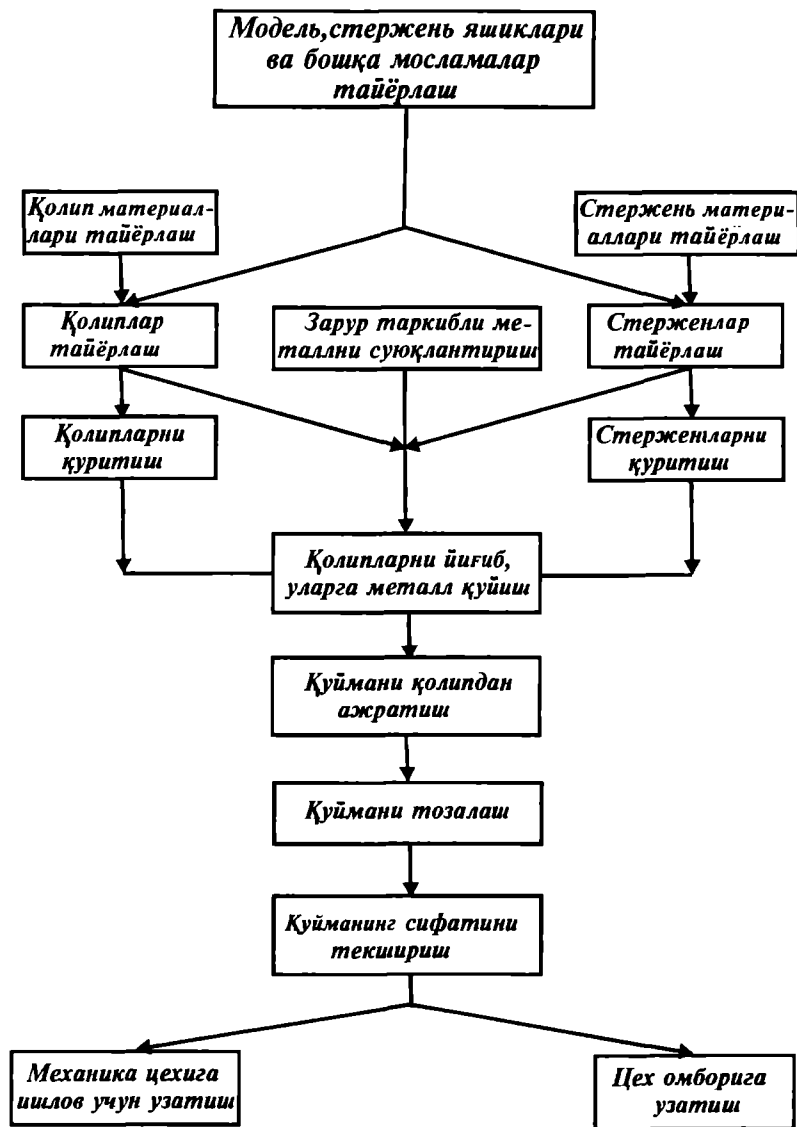 Модель,стержень яшиклари
ва бошқа мосламалар
тайёрлаш
Қолип материал-
лари тайёрлаш
Стержень матери-
аллари тайёрлаш
Қолиплар
тайёрлаш
Зарур таркибли ме-
таллни суюқлантириш
Стерженлар
тайёрлаш
Қолипларни
қуритиш
Стерженларни
қуритиш
Қолипларни йиғиб,
уларга металл қуйиш
Қуймани қолипдан
ажратиш
Қуймани тозалаш
Қуйманинг сифатини
текшириш
Механика цехига
ишлов учун узатиш
Цех омборига
узатиш